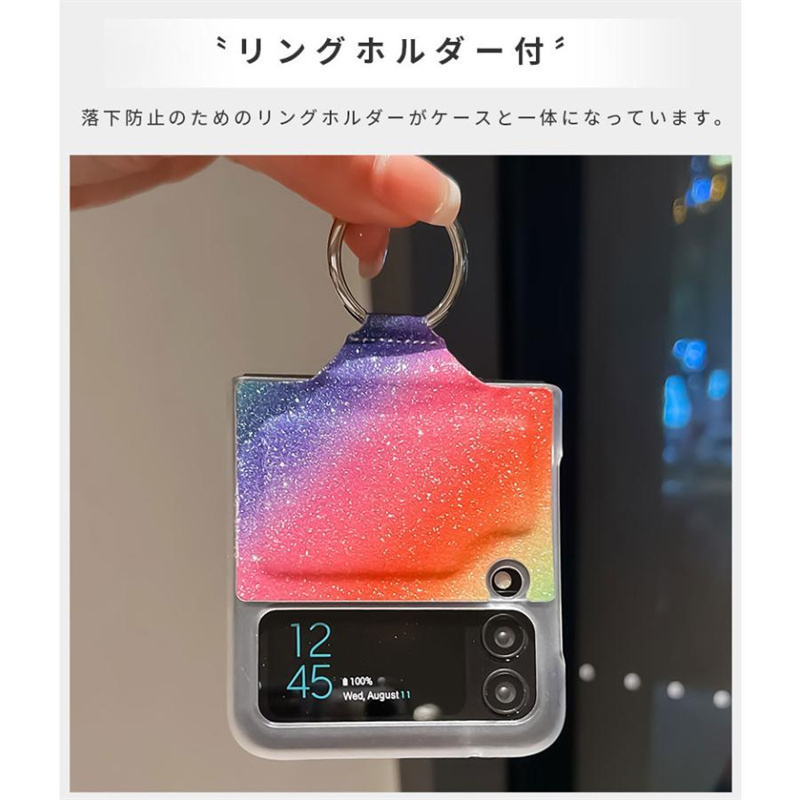 〝リングホルダー付〞
落下防止のためのリングホルダーがケースと一体になっています。
12
45
100%
Wed, August 11